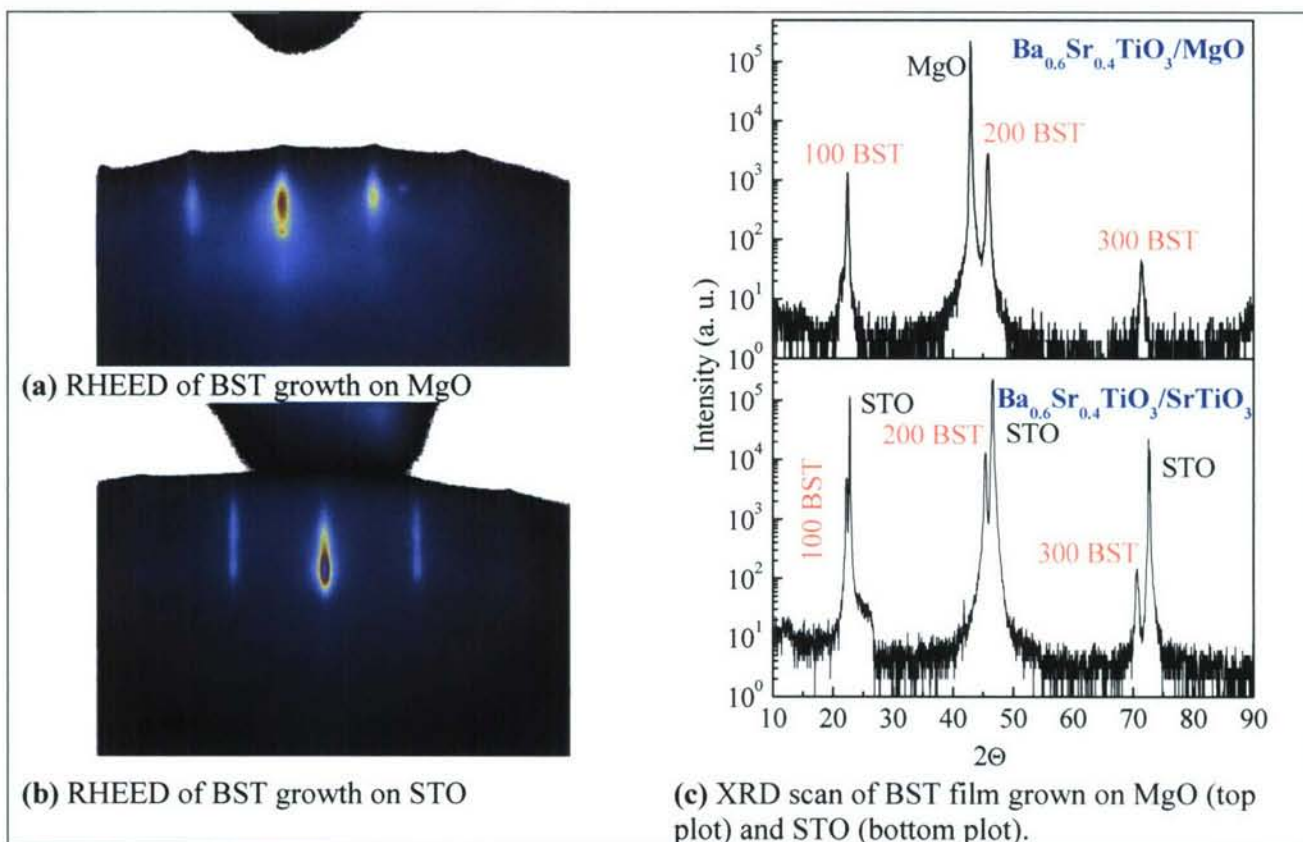 (a) RHEED of BST growth on MgO
(b) RHEED of BST growth on STO
Ba0.6Sr0.4TiO3/MgO
MgO
200 BST
100 BST
300 BST
10^5
10^4
10^3
10^2
10^1
10^0
Intensity (a. u.)
Ba0.6Sr0.4TiO3/SrTiO3
STO
200 BST
STO
STO
100 BST
300 BST
10^5
10^4
10^3
10^2
10^1
10^0
10 20 30 40 50 60 70 80 90
2Θ
(c) XRD scan of BST film grown on MgO (top
plot) and STO (bottom plot).